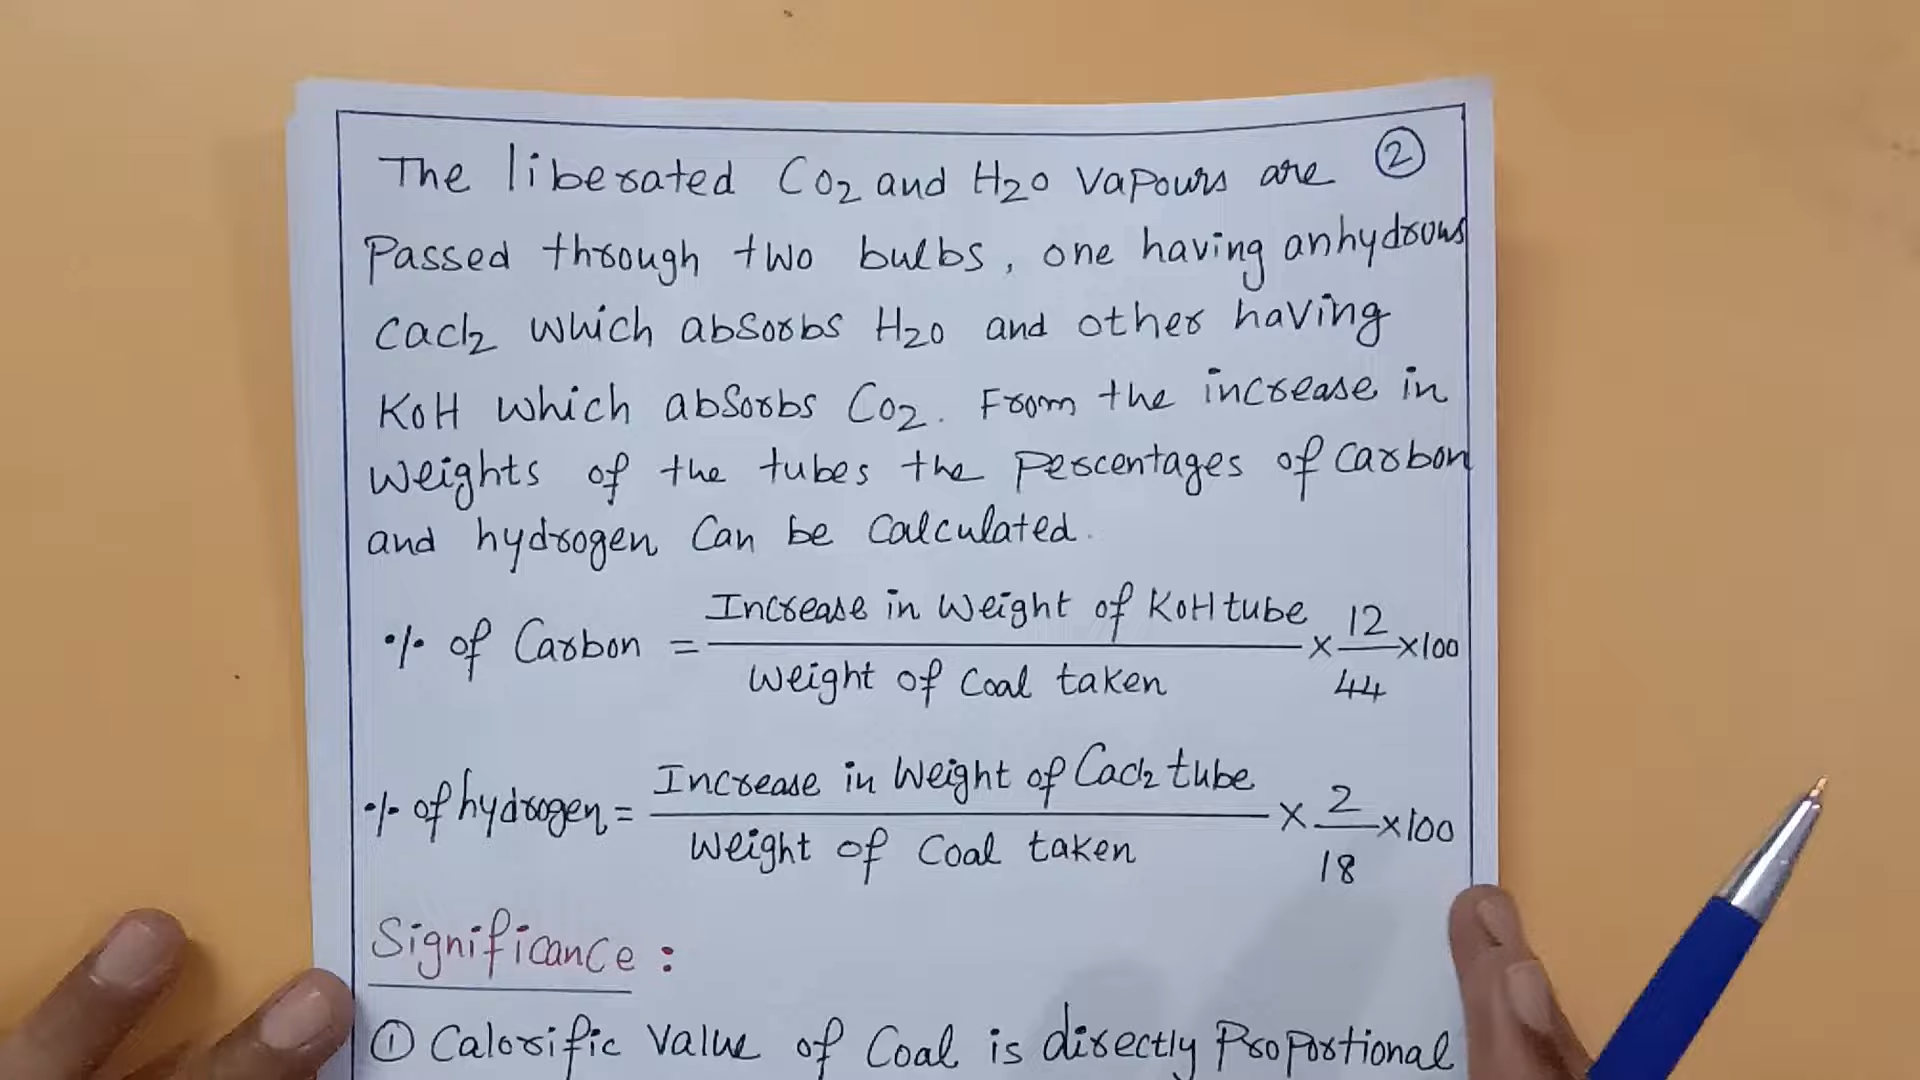 The liberated CO2 and H2O vapours are ②
Passed through two bulbs, one having anhydrous
CaCl2 which absorbs H2O and other having
KOH which absorbs CO2. From the increase in
weights of the tubes the percentages of carbon
and hydrogen Can be Calculated.
% of Carbon = Increase in Weight of KOH tube / Weight of Coal taken × 12/44 ×100
% of hydrogen = Increase in Weight of CaCl2 tube / Weight of Coal taken × 2/18 ×100
Significance :
① Calorific Value of Coal is directly Proportional